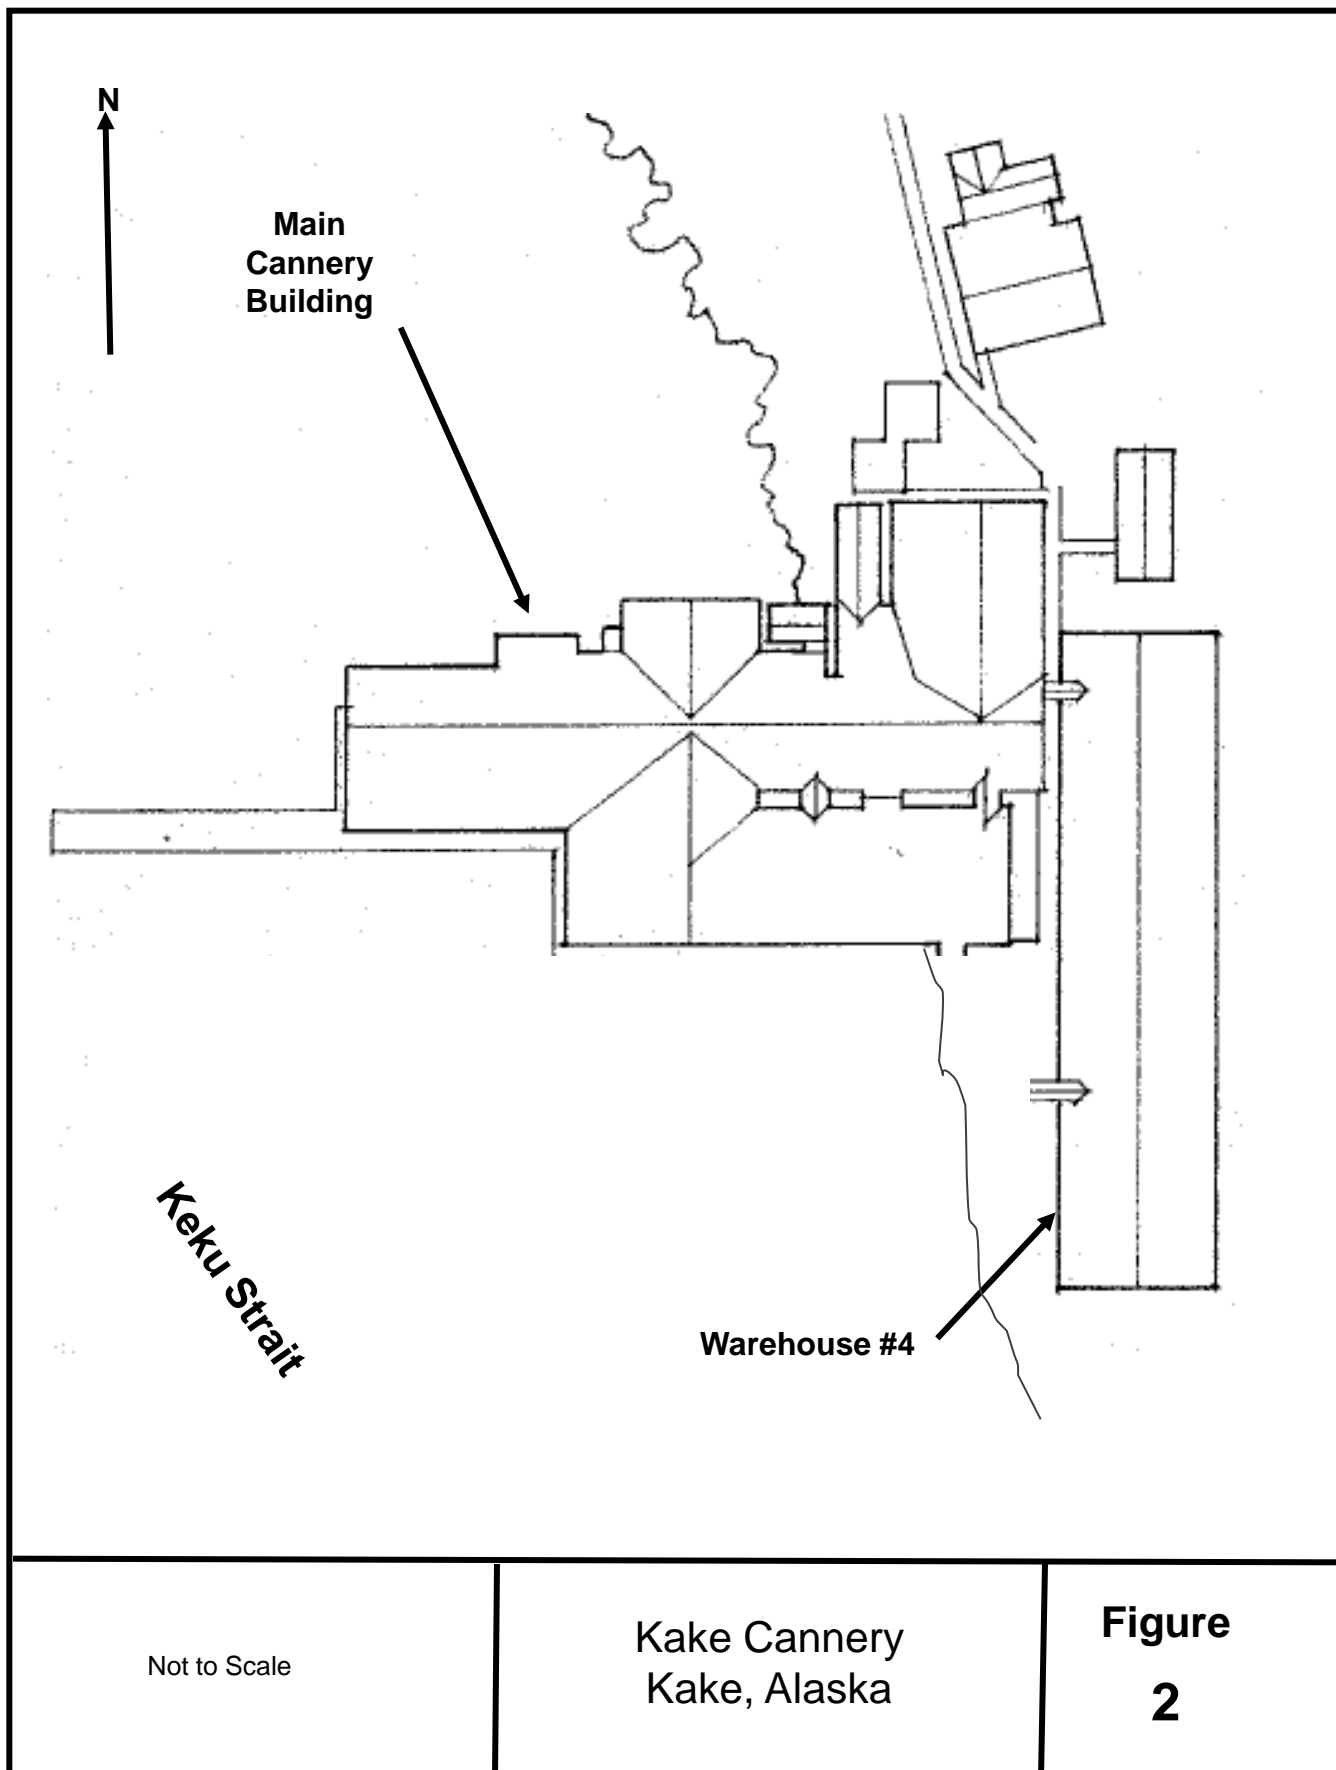 N
Main
Cannery
Building
Keku Strait
Warehouse #4
Not to Scale
Kake Cannery
Kake, Alaska
Figure
2